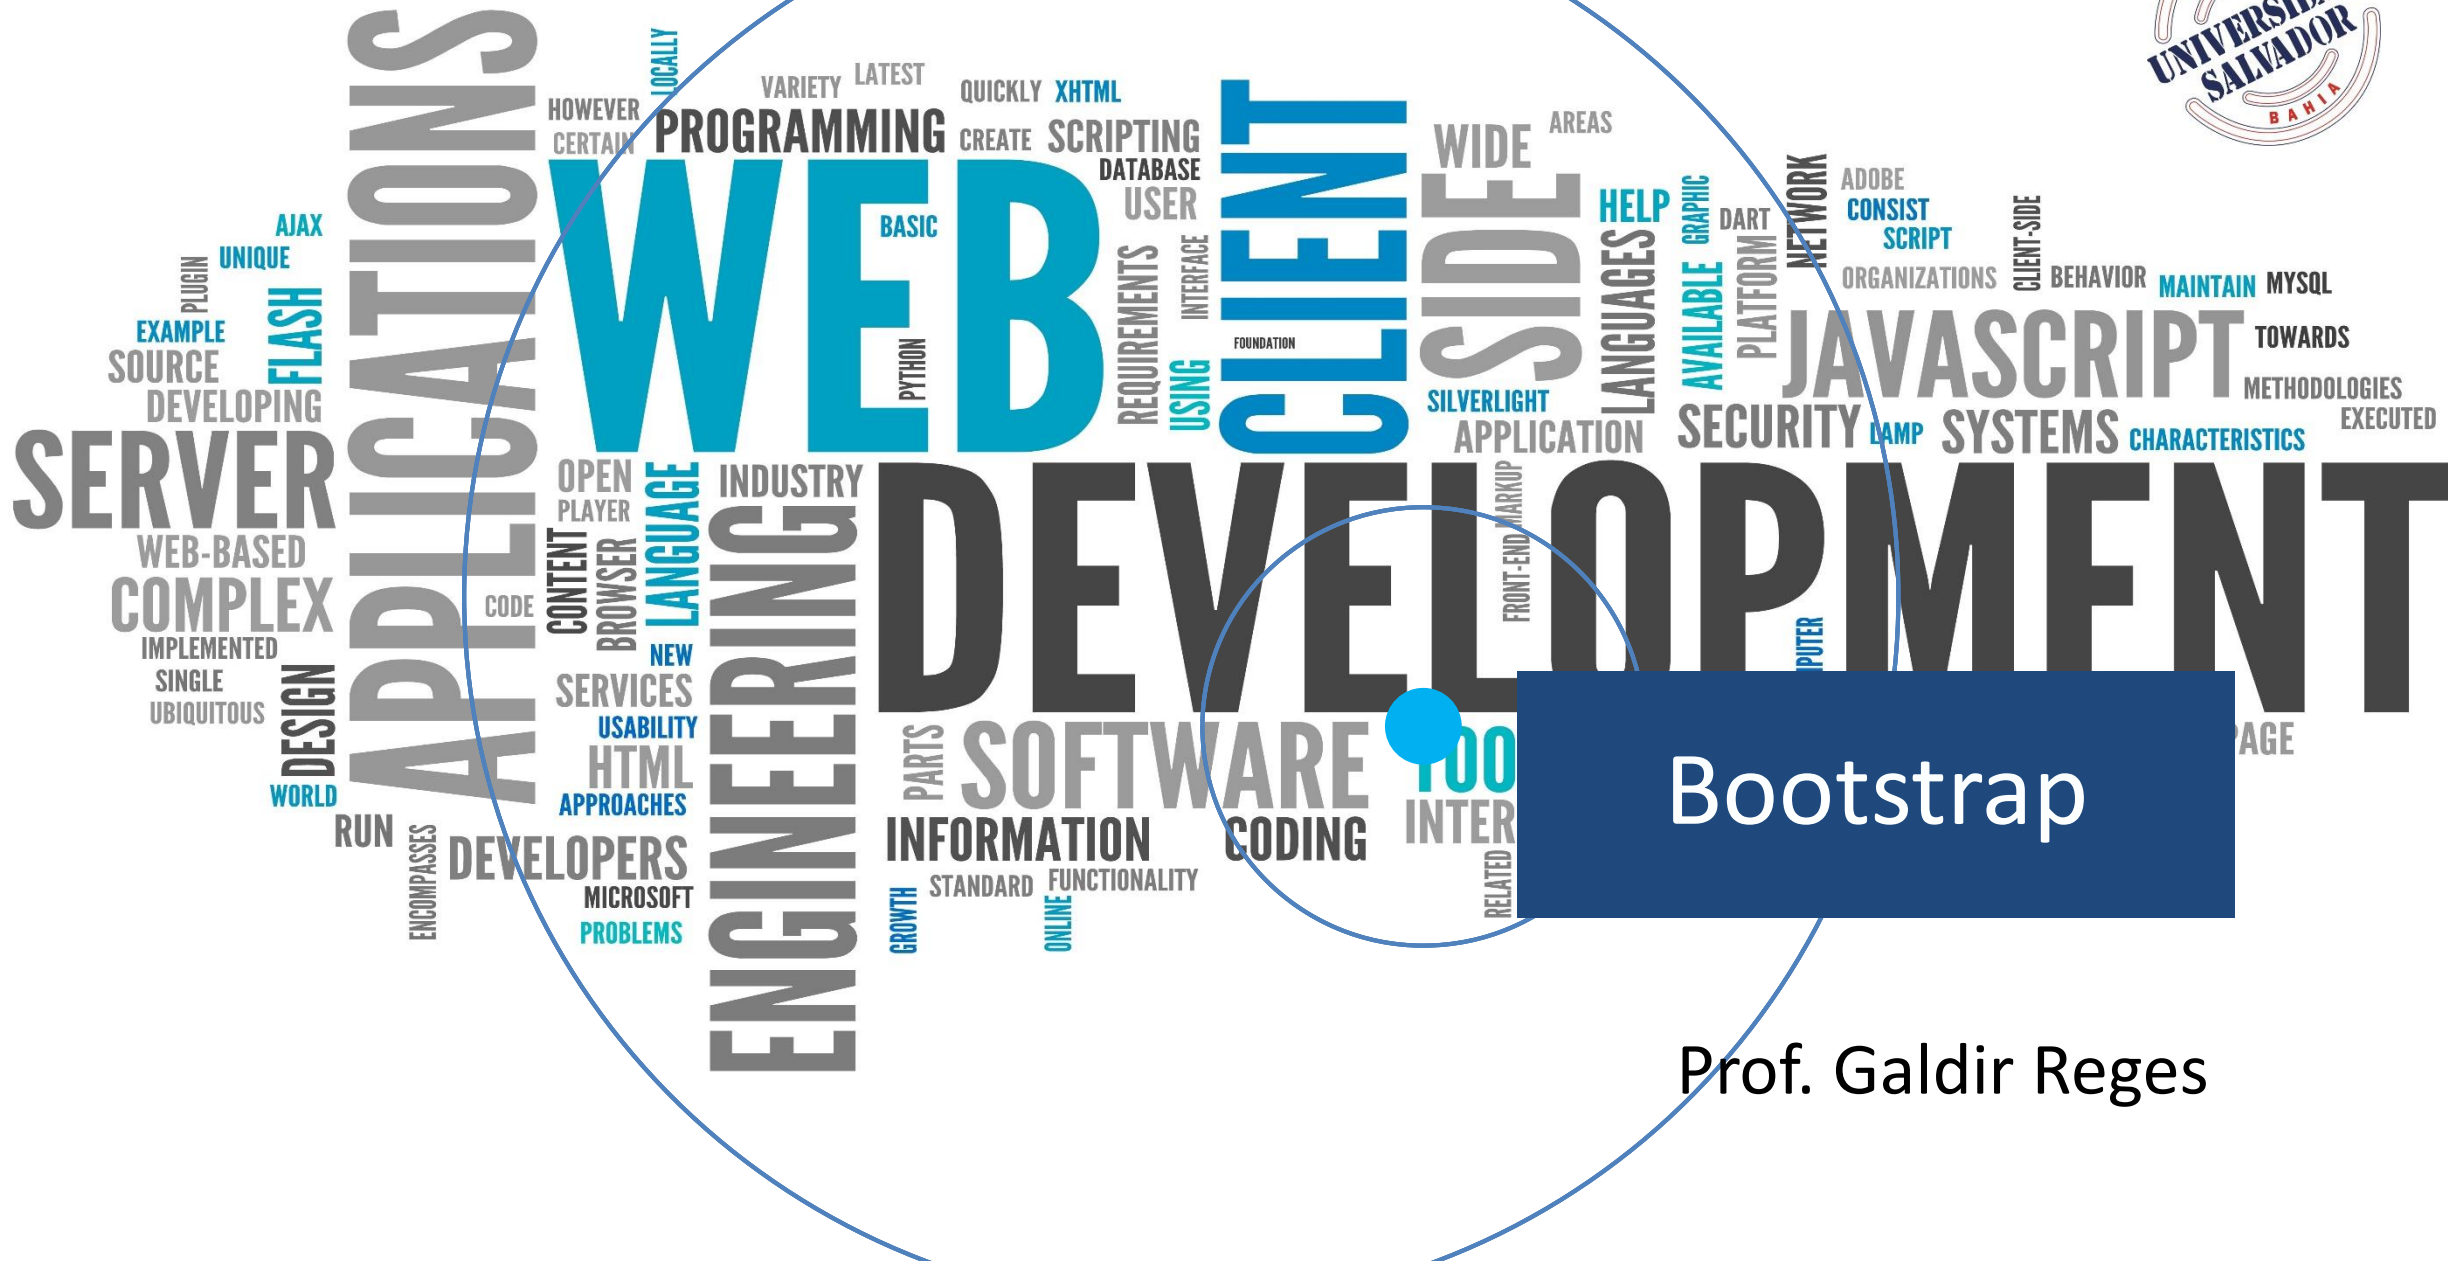 UNIVERSIDA
SALVADOR
BAHIA
LOCALLY
VARIETY
LATEST
QUICKLY
XHTML
HOWEVER
CERTAIN
PROGRAMMING
CREATE
SCRIPTING
DATABASE
USER
WIDE
AREAS
APPLICATIONS
WEB
BASIC
PYTHON
REQUIREMENTS
INTERFACE
USING
CLIENT
FOUNDATION
SIDE
HELP
GRAPHIC
DART
NETWORK
ADOBE
CONSIST
SCRIPT
CLIENT-SIDE
LANGUAGES
AVAILABLE
PLATFORM
ORGANIZATIONS
BEHAVIOR
MAINTAIN
MYSQL
AJAX
UNIQUE
PLUGIN
FLASH
EXAMPLE
SOURCE
DEVELOPING
JAVASCRIPT
TOWARDS
METHODOLOGIES
EXECUTED
SILVERLIGHT
APPLICATION
SECURITY
LAMP
SYSTEMS
CHARACTERISTICS
SERVER
WEB-BASED
COMPLEX
IMPLEMENTED
SINGLE
UBIQUITOUS
DESIGN
WORLD
RUN
ENCOMPASSES
OPEN
PLAYER
LANGUAGE
INDUSTRY
CODE
CONTENT
BROWSER
NEW
SERVICES
USABILITY
HTML
APPROACHES
DEVELOPERS
MICROSOFT
PROBLEMS
ENGINEERING
DEVELOPMENT
MARKUP
FRONT-END
PUTER
PARTS
SOFTWARE
TOO
AGE
INFORMATION
CODING
INTER
RELATED
GROWTH
STANDARD
FUNCTIONALITY
ONLINE
Bootstrap
Prof. Galdir Reges